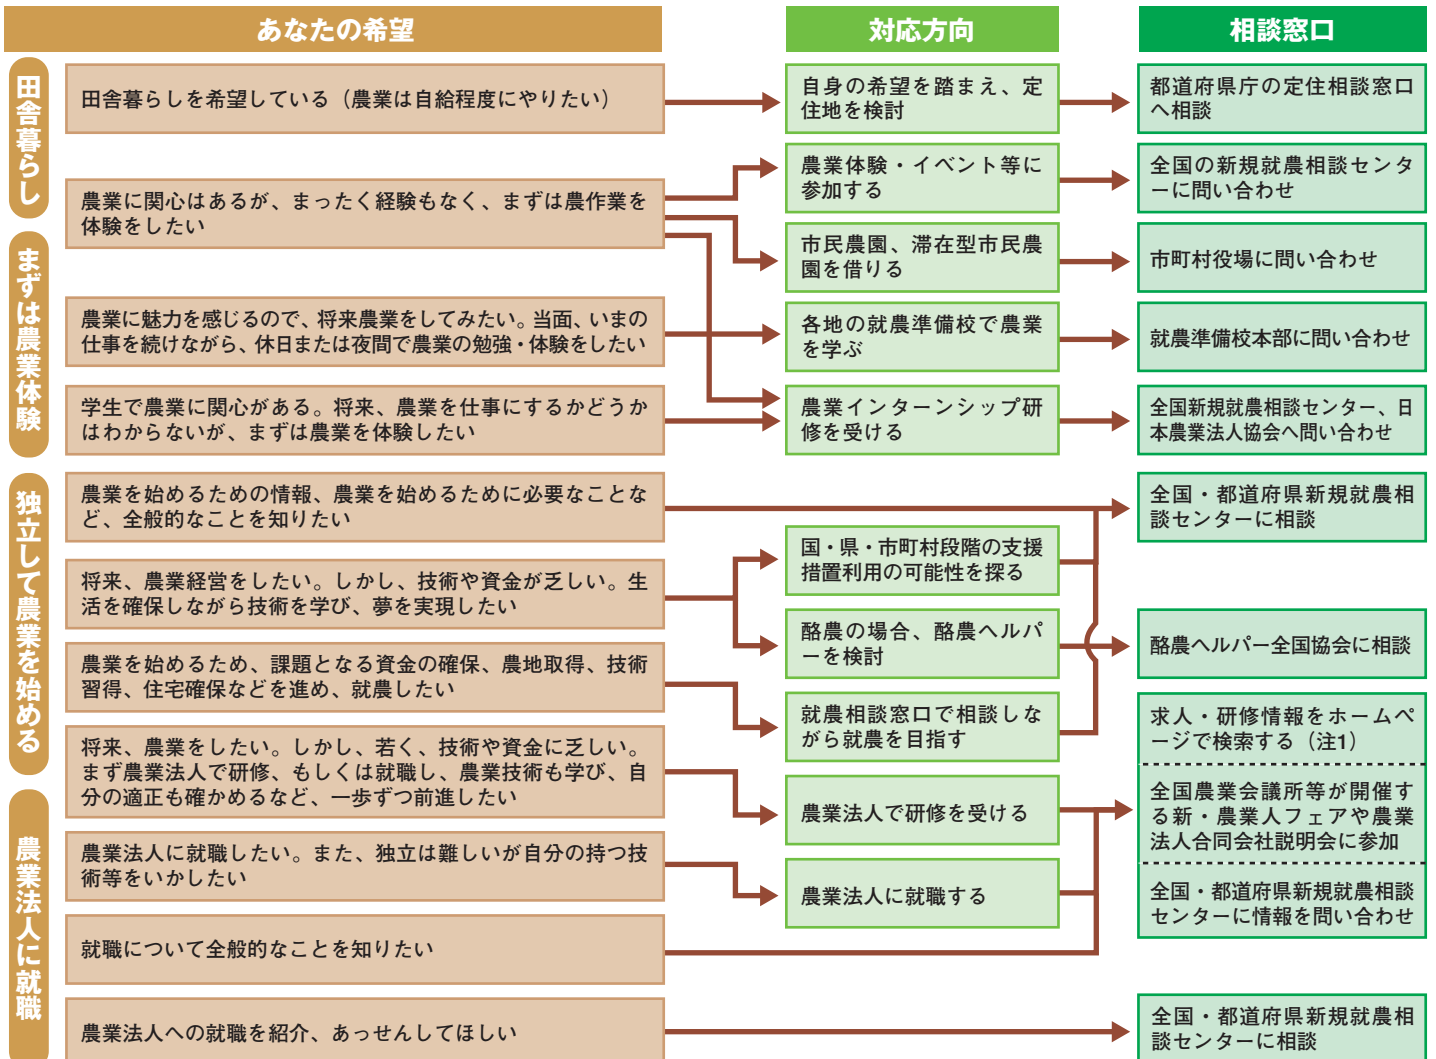 あなたの希望
対応方向
相談窓口
田舎暮らし
田舎暮らしを希望している（農業は自給程度にやりたい）
自身の希望を踏まえ、定
住地を検討
都道府県庁の定住相談窓口
へ相談
農業に関心はあるが、まったく経験もなく、まずは農作業を
体験をしたい
農業体験・イベント等に
参加する
全国の新規就農相談センタ
ーに問い合わせ
市民農園、滞在型市民農
園を借りる
市町村役場に問い合わせ
まずは農業体験
農業に魅力を感じるので、将来農業をしてみたい。当面、いまの
仕事を続けながら、休日または夜間で農業の勉強・体験をしたい
各地の就農準備校で農業
を学ぶ
就農準備校本部に問い合わせ
学生で農業に関心がある。将来、農業を仕事にするかどうか
はわからないが、まずは農業を体験したい
農業インターンシップ研
修を受ける
全国新規就農相談センター、日
本農業法人協会へ問い合わせ
独立して農業を始める
農業を始めるための情報、農業を始めるために必要なことな
ど、全般的なことを知りたい
全国・都道府県新規就農相
談センターに相談
将来、農業経営をしたい。しかし、技術や資金が乏しい。生
活を確保しながら技術を学び、夢を実現したい
国・県・市町村段階の支援
措置利用の可能性を探る
酪農の場合、酪農ヘルパ
ーを検討
酪農ヘルパー全国協会に相談
農業を始めるため、課題となる資金の確保、農地取得、技術
習得、住宅確保などを進め、就農したい
就農相談窓口で相談しな
がら就農を目指す
将来、農業をしたい。しかし、若く、技術や資金に乏しい。
まず農業法人で研修、もしくは就職し、農業技術も学び、自
分の適正も確かめるなど、一歩ずつ前進したい
農業法人で研修を受ける
求人・研修情報をホームペ
ージで検索する（注1）
全国農業会議所等が開催す
る新・農業人フェアや農業
法人合同会社説明会に参加
全国・都道府県新規就農相談
センターに情報を問い合わせ
農業法人に就職
農業法人に就職したい。また、独立は難しいが自分の持つ技
術等をいかしたい
農業法人に就職する
就職について全般的なことを知りたい
農業法人への就職を紹介、あっせんしてほしい
全国・都道府県新規就農相
談センターに相談